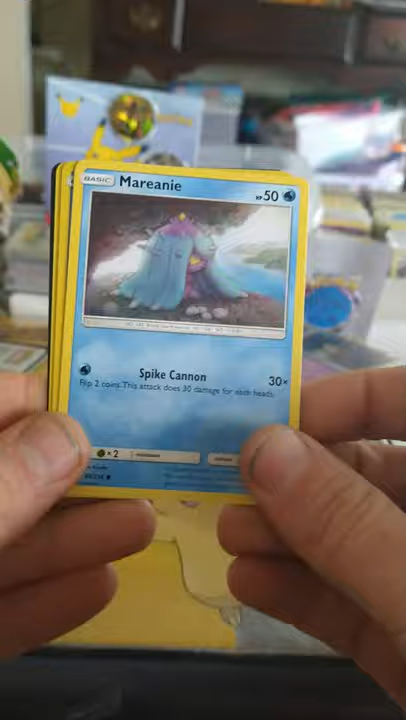 BASIC Mareanie HP 50
Spike Cannon 30×
Flip 2 coins. This attack does 30 damage for each heads.
×2